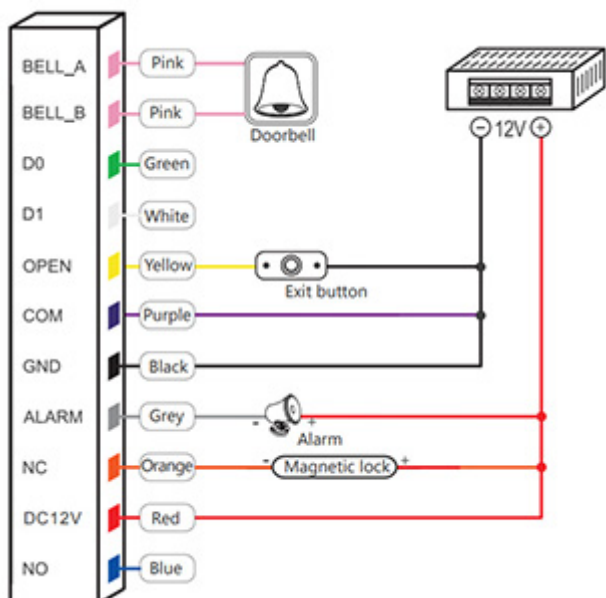 BELL_A Pink
BELL_B Pink
Doorbell
− 12V +
D0 Green
D1 White
OPEN Yellow
Exit button
COM Purple
GND Black
ALARM Grey - +
Alarm
NC Orange - Magnetic lock +
DC12V Red
NO Blue